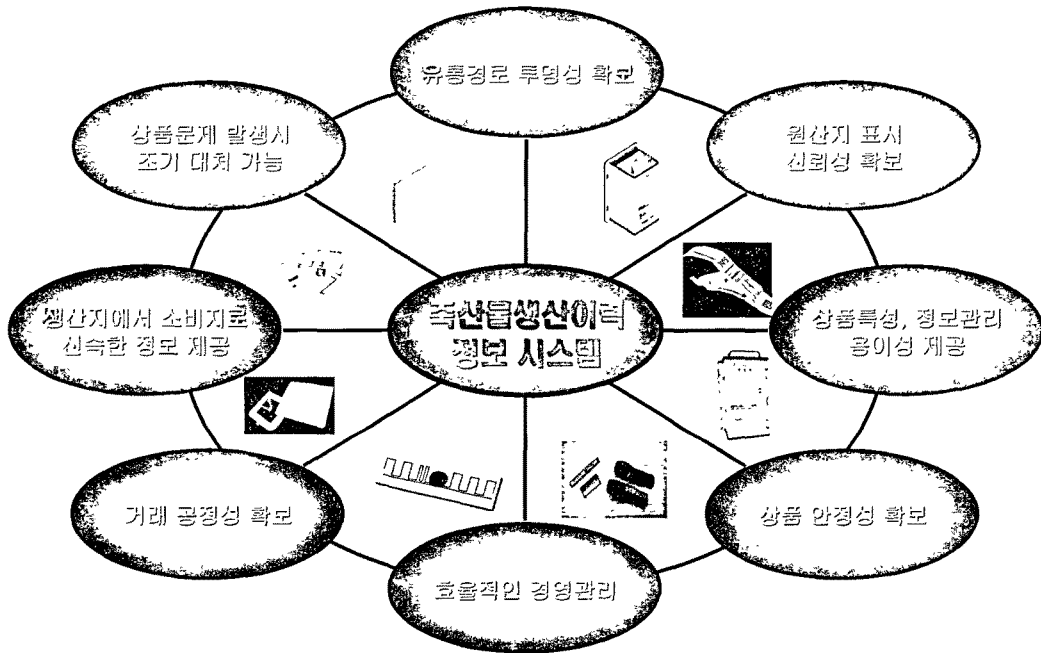 유통경로 투명성 확보
상품문제 발생시
조기 대처 가능
원산지 표시
신뢰성 확보
생산지에서 소비지로
신속한 정보 제공
축산물생산이력
정보 시스템
상품특성, 정보관리
용이성 제공
거래 공정성 확보
상품 안정성 확보
효율적인 경영관리